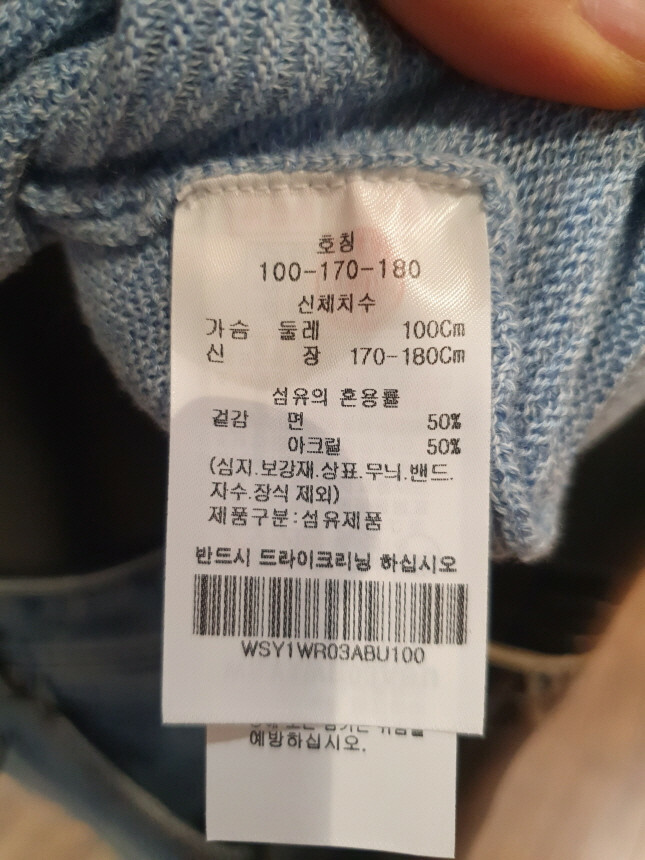 호칭
100-170-180
신체치수
가슴 둘레 100Cm
신 장 170-180Cm
섬유의 혼용률
겉감 면 50%
아크릴 50%
(심지.보강재.상표.무늬.밴드.
자수.장식 제외)
제품구분:섬유제품
반드시 드라이크리닝 하십시오
WSY1WR03ABU100
예방하십시오.